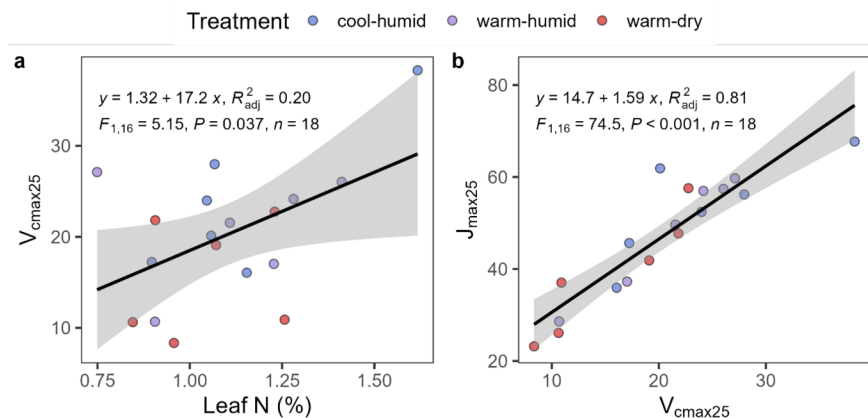 Treatment cool-humid warm-humid warm-dry
a
y = 1.32 + 17.2 x, R²adj = 0.20
F1,16 = 5.15, P = 0.037, n = 18
Vcmax25
30
20
10
0.75 1.00 1.25 1.50
Leaf N (%)
b
y = 14.7 + 1.59 x, R²adj = 0.81
F1,16 = 74.5, P < 0.001, n = 18
Jmax25
80
60
40
20
10 20 30
Vcmax25